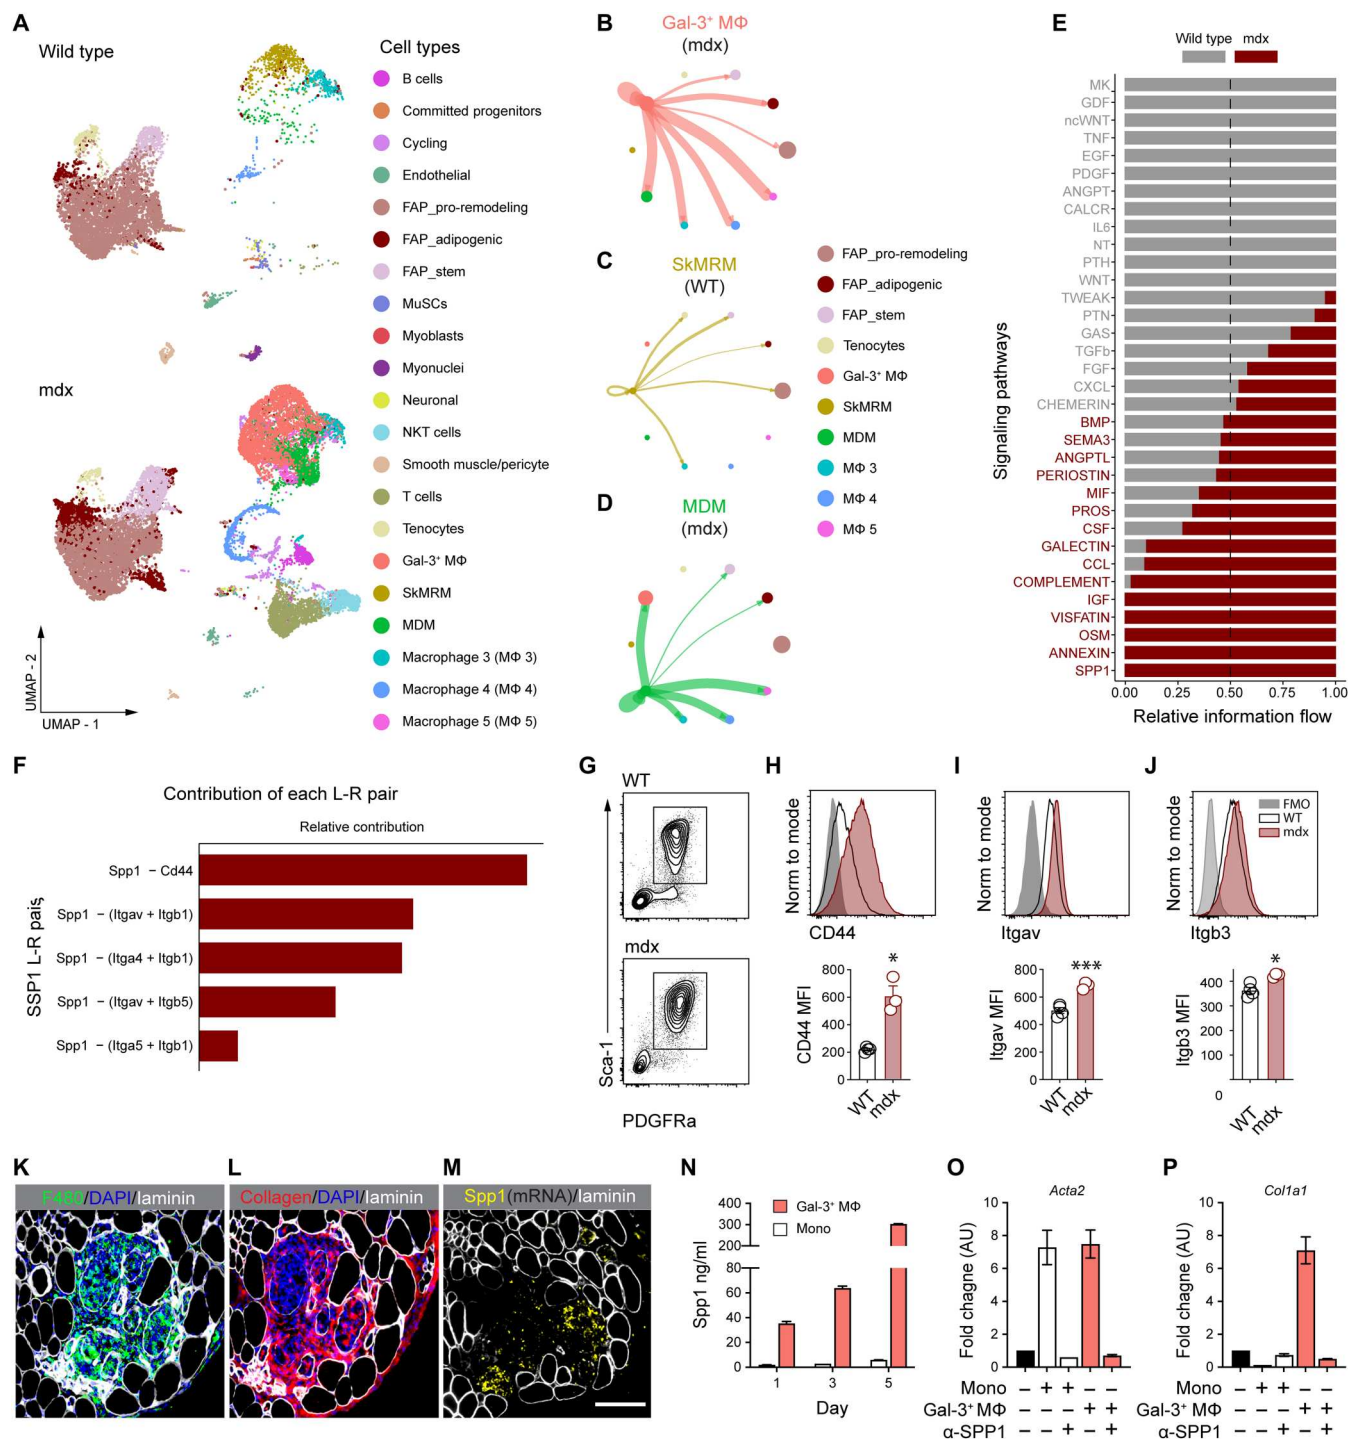 A
Wild type
mdx
UMAP - 2
UMAP - 1
Cell types
B cells
Committed progenitors
Cycling
Endothelial
FAP_pro-remodeling
FAP_adipogenic
FAP_stem
MuSCs
Myoblasts
Myonuclei
Neuronal
NKT cells
Smooth muscle/pericyte
T cells
Tenocytes
Gal-3⁺ MΦ
SkMRM
MDM
Macrophage 3 (MΦ 3)
Macrophage 4 (MΦ 4)
Macrophage 5 (MΦ 5)
B
Gal-3⁺ MΦ
(mdx)
C
SkMRM
(WT)
D
MDM
(mdx)
FAP_pro-remodeling
FAP_adipogenic
FAP_stem
Tenocytes
Gal-3⁺ MΦ
SkMRM
MDM
MΦ 3
MΦ 4
MΦ 5
E
Wild type mdx
Signaling pathways
MK
GDF
ncWNT
TNF
EGF
PDGF
ANGPT
CALCR
IL6
NT
PTH
WNT
TWEAK
PTN
GAS
TGFb
FGF
CXCL
CHEMERIN
BMP
SEMA3
ANGPTL
PERIOSTIN
MIF
PROS
CSF
GALECTIN
CCL
COMPLEMENT
IGF
VISFATIN
OSM
ANNEXIN
SPP1
0.00 0.25 0.50 0.75 1.00
Relative information flow
F
Contribution of each L-R pair
Relative contribution
SSP1 L-R pais
Spp1 − Cd44
Spp1 − (Itgav + Itgb1)
Spp1 − (Itga4 + Itgb1)
Spp1 − (Itgav + Itgb5)
Spp1 − (Itga5 + Itgb1)
G
WT
mdx
Sca-1
PDGFRa
H
Norm to mode
CD44
*
CD44 MFI
800
600
400
200
0
WT mdx
I
Norm to mode
Itgav
***
Itgav MFI
800
600
400
200
0
WT mdx
J
Norm to mode
FMO
WT
mdx
Itgb3
*
Itgb3 MFI
400
300
200
100
0
WT mdx
K
F480/DAPI/laminin
L
Collagen/DAPI/laminin
M
Spp1(mRNA)/laminin
N
Spp1 ng/ml
400
300
200
80
60
40
20
0
Gal-3⁺ MΦ
Mono
1 3 5
Day
O
Acta2
Fold chagne (AU)
10
8
6
4
2
0
Mono − + + − −
Gal-3⁺ MΦ − − − + +
α-SPP1 − − + − +
P
Col1a1
Fold chagne (AU)
10
8
6
4
2
0
Mono − + + − −
Gal-3⁺ MΦ − − − + +
α-SPP1 − − + − +